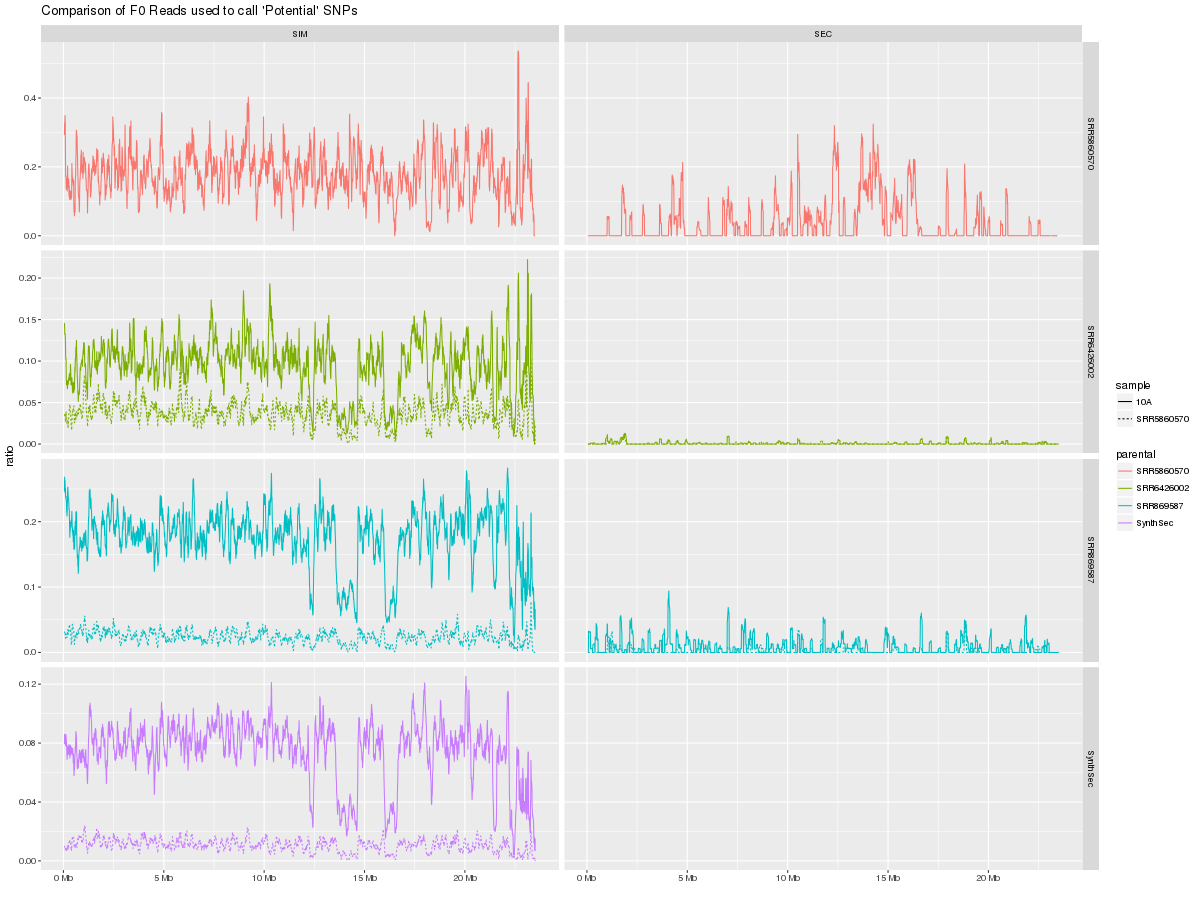 Comparison of F0 Reads used to call 'Potential' SNPs
SIM
SEC
0.4
0.2
0.0
SRR5860570
0.20
0.15
0.10
0.05
0.00
SRR6426002
ratio
0.2
0.1
0.0
SRR869587
0.12
0.08
0.04
0.00
SynthSec
0 Mb
5 Mb
10 Mb
15 Mb
20 Mb
0 Mb
5 Mb
10 Mb
15 Mb
20 Mb
sample
10A
SRR5860570
parental
SRR5860570
SRR6426002
SRR869587
SynthSec